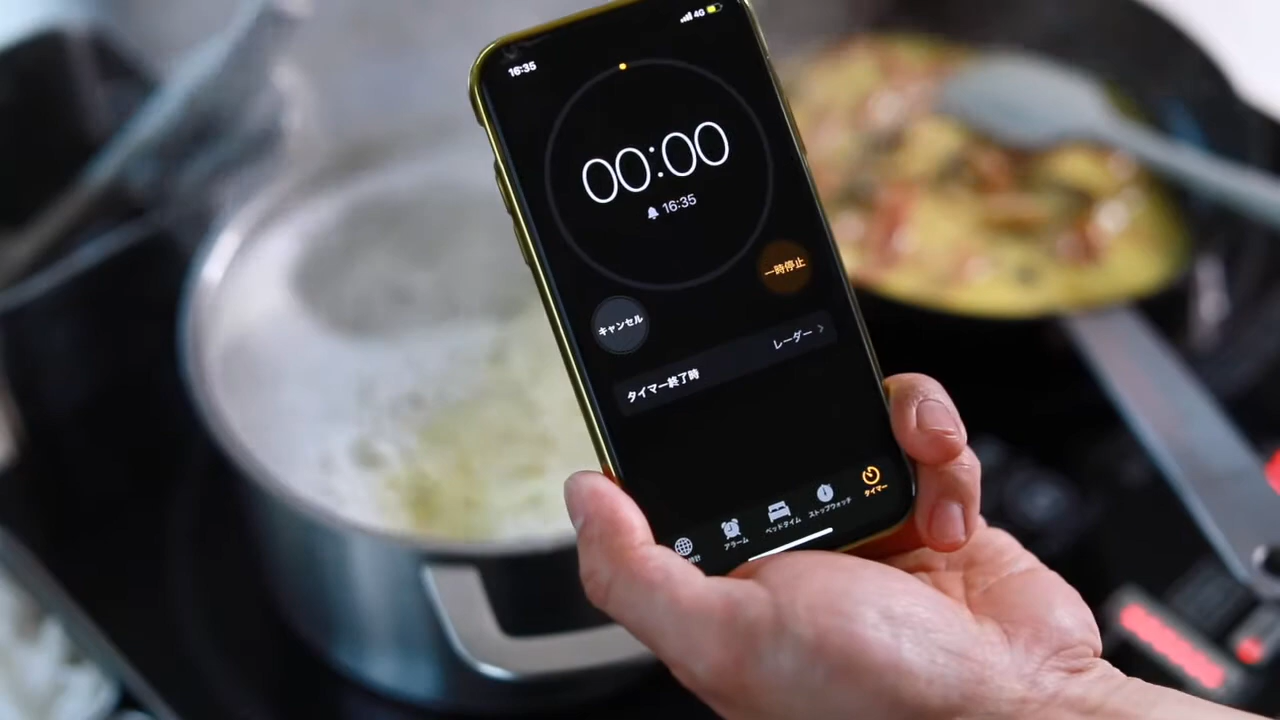 16:35
4G
00:00
16:35
キャンセル
一時停止
タイマー終了時
レーダー
アラーム
ベッドタイム
ストップウォッチ
タイマー